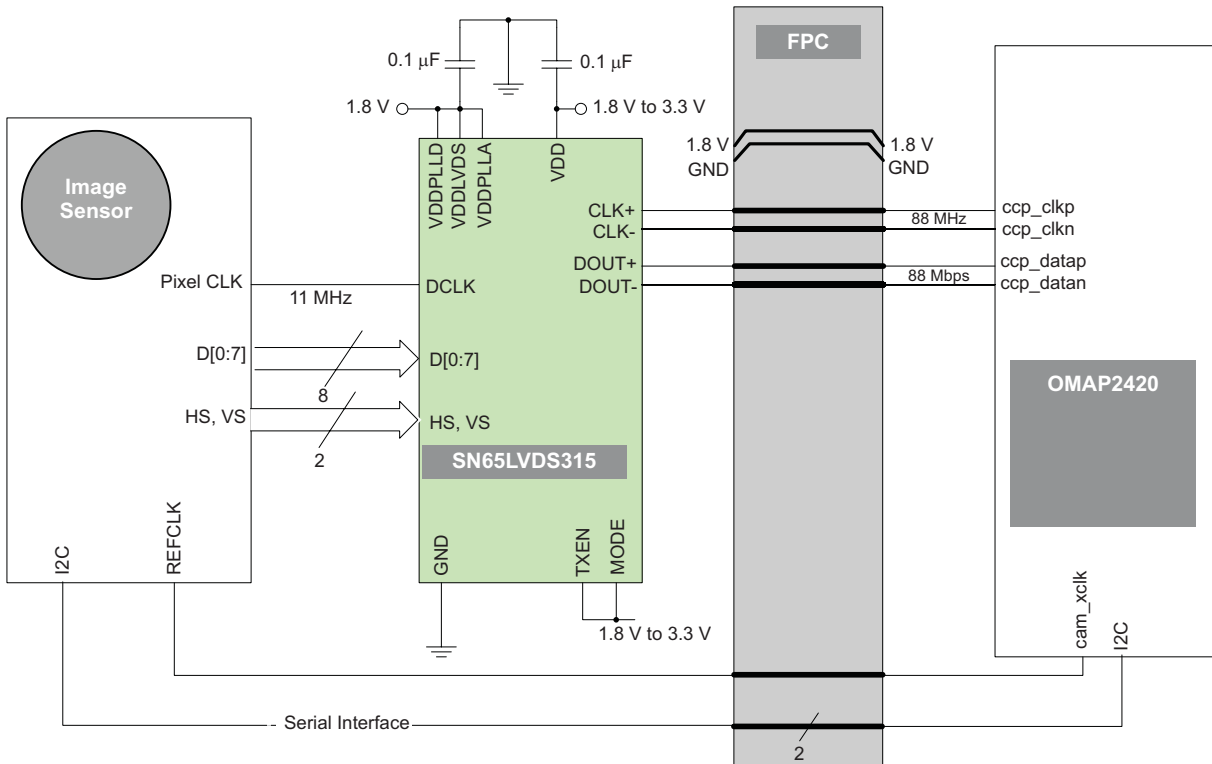 FPC
0.1 μF
0.1 μF
1.8 V
1.8 V to 3.3 V
VDDPLLD
VDDLVDS
VDDPLLA
VDD
1.8 V
GND
1.8 V
GND
Image
Sensor
CLK+
CLK-
DOUT+
DOUT-
88 MHz
88 Mbps
ccp_clkp
ccp_clkn
ccp_datap
ccp_datan
Pixel CLK
11 MHz
DCLK
D[0:7]
8
D[0:7]
HS, VS
2
HS, VS
SN65LVDS315
OMAP2420
I2C
REFCLK
GND
TXEN
MODE
1.8 V to 3.3 V
cam_xclk
I2C
Serial Interface
2